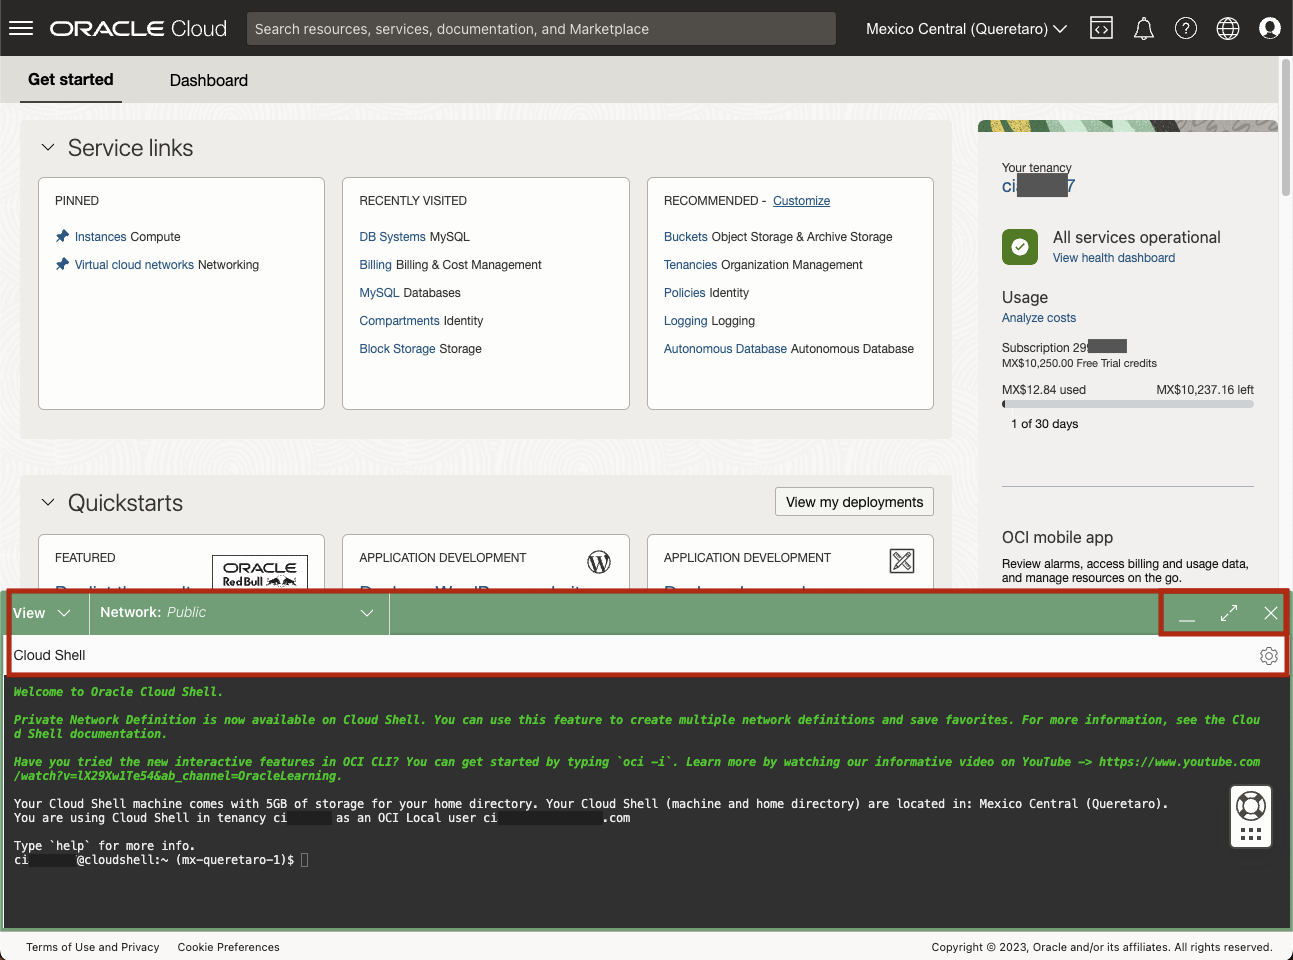 ORACLE Cloud
Search resources, services, documentation, and Marketplace
Mexico Central (Queretaro)
Get started
Dashboard
Service links
PINNED
Instances Compute
Virtual cloud networks Networking
RECENTLY VISITED
DB Systems MySQL
Billing Billing & Cost Management
MySQL Databases
Compartments Identity
Block Storage Storage
RECOMMENDED - Customize
Buckets Object Storage & Archive Storage
Tenancies Organization Management
Policies Identity
Logging Logging
Autonomous Database Autonomous Database
Your tenancy
ci 7
All services operational
View health dashboard
Usage
Analyze costs
Subscription 29
MX$10,250.00 Free Trial credits
MX$12.84 used
MX$10,237.16 left
1 of 30 days
OCI mobile app
Review alarms, access billing and usage data,
and manage resources on the go.
Quickstarts
View my deployments
FEATURED
ORACLE
Red Bull
APPLICATION DEVELOPMENT
APPLICATION DEVELOPMENT
View
Network: Public
Cloud Shell
Welcome to Oracle Cloud Shell.
Private Network Definition is now available on Cloud Shell. You can use this feature to create multiple network definitions and save favorites. For more information, see the Clou
d Shell documentation.
Have you tried the new interactive features in OCI CLI? You can get started by typing `oci -i`. Learn more by watching our informative video on YouTube -> https://www.youtube.com
/watch?v=lX29Xw1Te54&ab_channel=OracleLearning.
Your Cloud Shell machine comes with 5GB of storage for your home directory. Your Cloud Shell (machine and home directory) are located in: Mexico Central (Queretaro).
You are using Cloud Shell in tenancy ci as an OCI Local user ci .com
Type `help` for more info.
ci @cloudshell:~ (mx-queretaro-1)$
Terms of Use and Privacy
Cookie Preferences
Copyright © 2023, Oracle and/or its affiliates. All rights reserved.